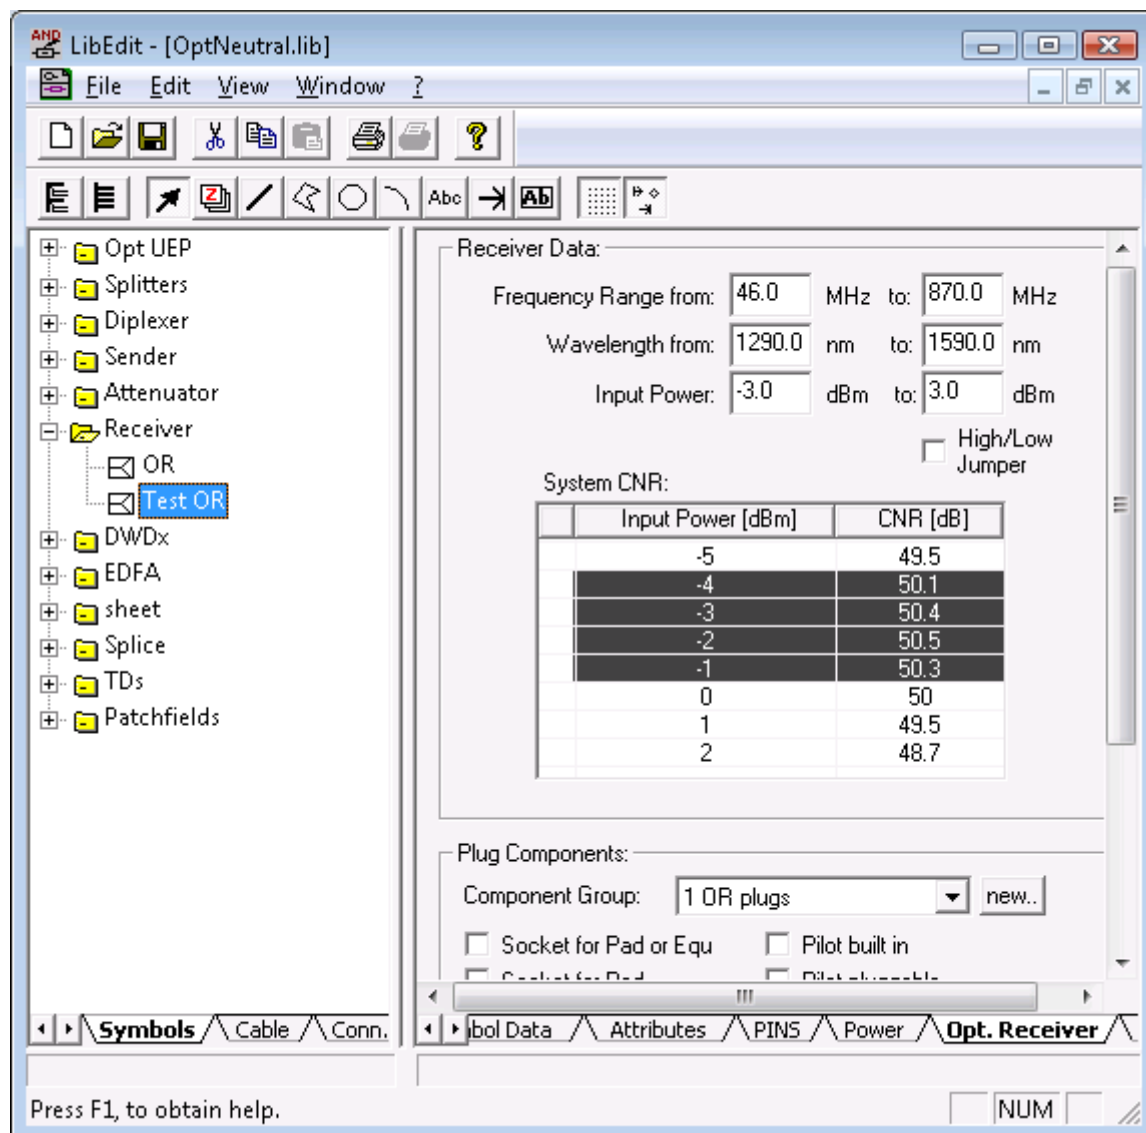 AND LibEdit - [OptNeutral.lib]
File Edit View Window ?
Z Abc Ab
Opt UEP
Splitters
Diplexer
Sender
Attenuator
Receiver
OR
Test OR
DWDx
EDFA
sheet
Splice
TDs
Patchfields
Receiver Data:
Frequency Range from: 46.0 MHz to: 870.0 MHz
Wavelength from: 1290.0 nm to: 1590.0 nm
Input Power: -3.0 dBm to: 3.0 dBm
High/Low
Jumper
System CNR:
Input Power [dBm] CNR [dB]
-5 49.5
-4 50.1
-3 50.4
-2 50.5
-1 50.3
0 50
1 49.5
2 48.7
Plug Components:
Component Group: 1 OR plugs new..
Socket for Pad or Equ Pilot built in
Socket for Pad Pilot pluggable
Symbols Cable Conn. bol Data Attributes PINS Power Opt. Receiver
Press F1, to obtain help. NUM